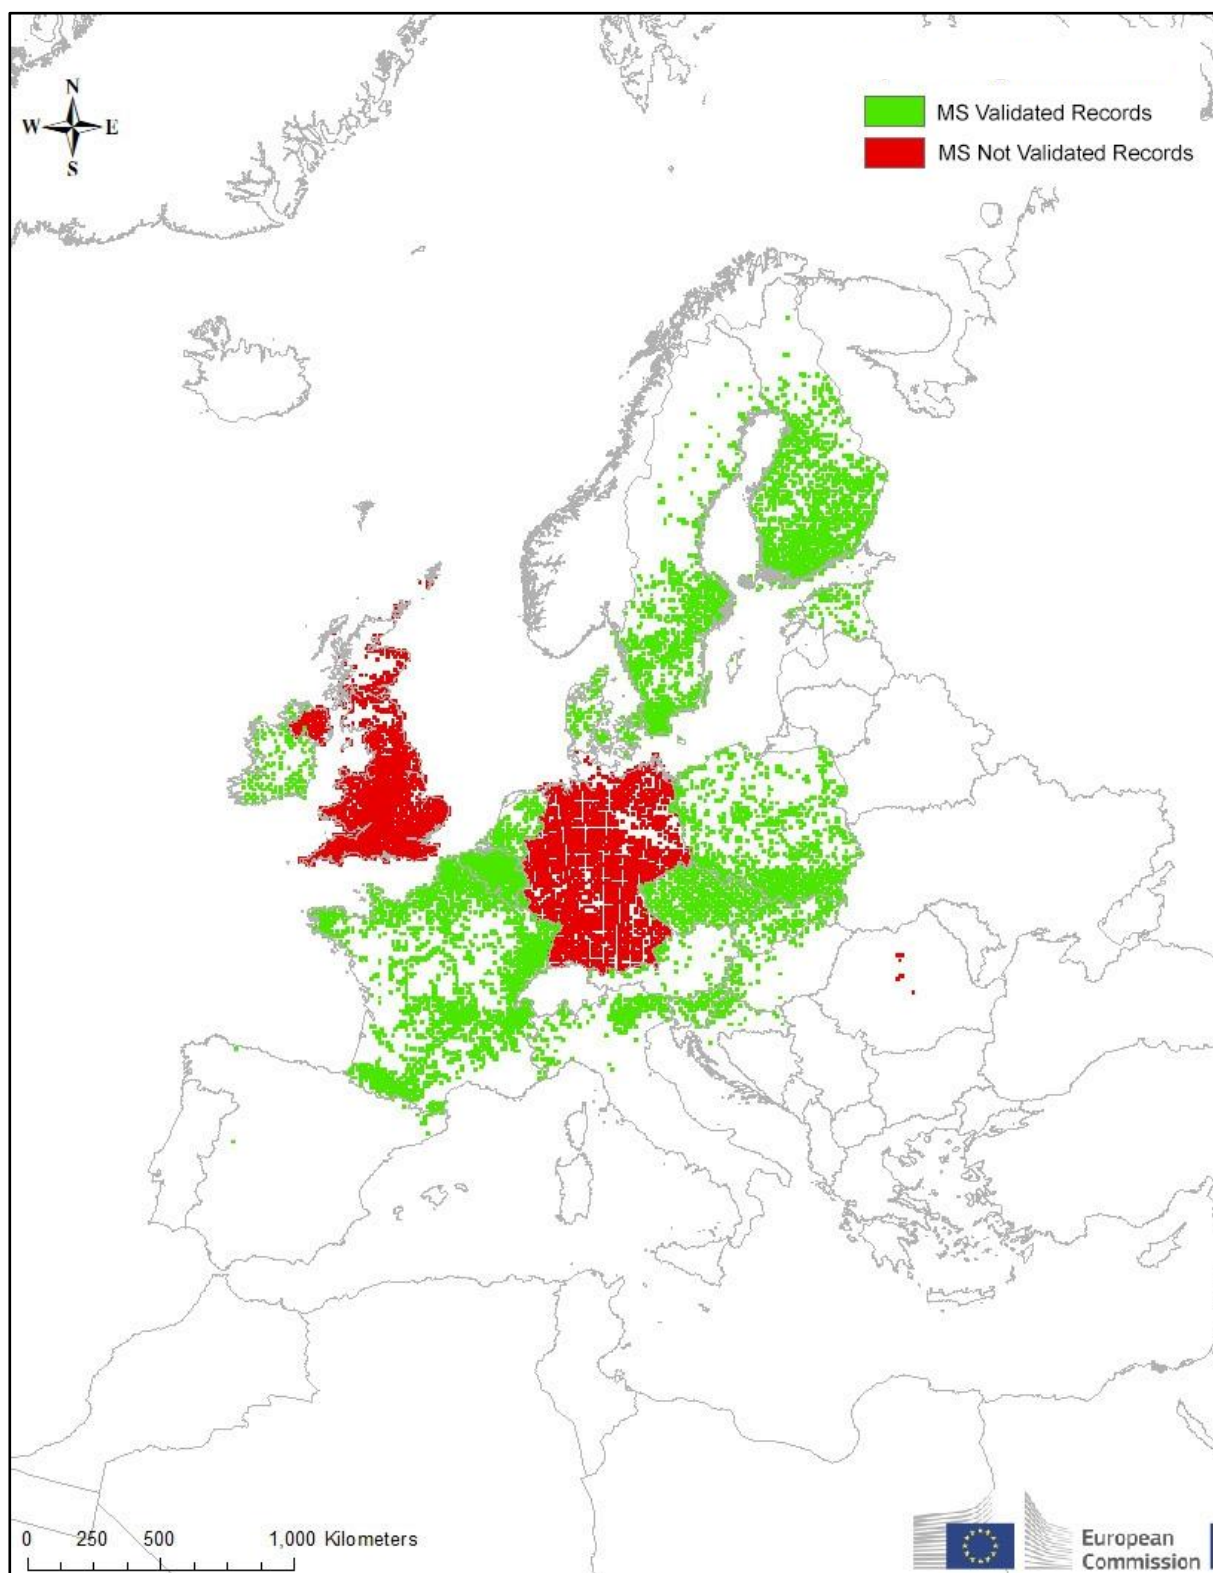 N
W E
S
MS Validated Records
MS Not Validated Records
0 250 500 1,000 Kilometers
European
Commission